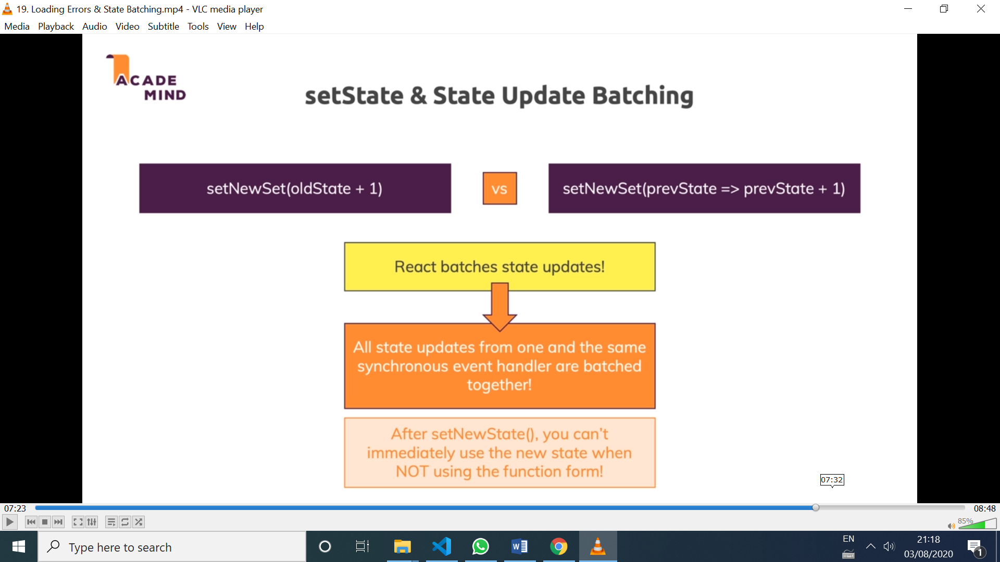 19. Loading Errors & State Batching.mp4 - VLC media player
Media Playback Audio Video Subtitle Tools View Help
ACADE
MIND
setState & State Update Batching
setNewSet(oldState + 1)
vs
setNewSet(prevState => prevState + 1)
React batches state updates!
All state updates from one and the same
synchronous event handler are batched
together!
After setNewState(), you can't
immediately use the new state when
NOT using the function form!
07:32
07:23
08:48
85%
Type here to search
EN
21:18
03/08/2020
1